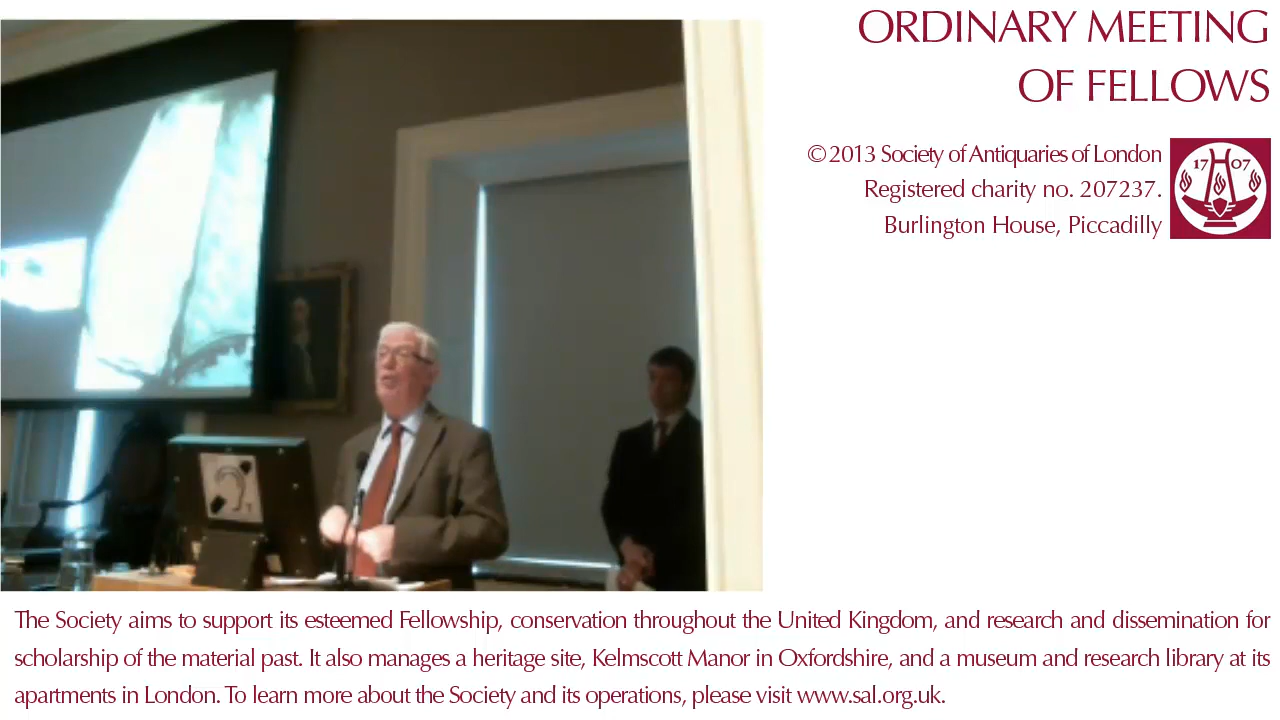 ORDINARY MEETING
OF FELLOWS
© 2013 Society of Antiquaries of London
Registered charity no. 207237.
Burlington House, Piccadilly
17 07
The Society aims to support its esteemed Fellowship, conservation throughout the United Kingdom, and research and dissemination for
scholarship of the material past. It also manages a heritage site, Kelmscott Manor in Oxfordshire, and a museum and research library at its
apartments in London. To learn more about the Society and its operations, please visit www.sal.org.uk.